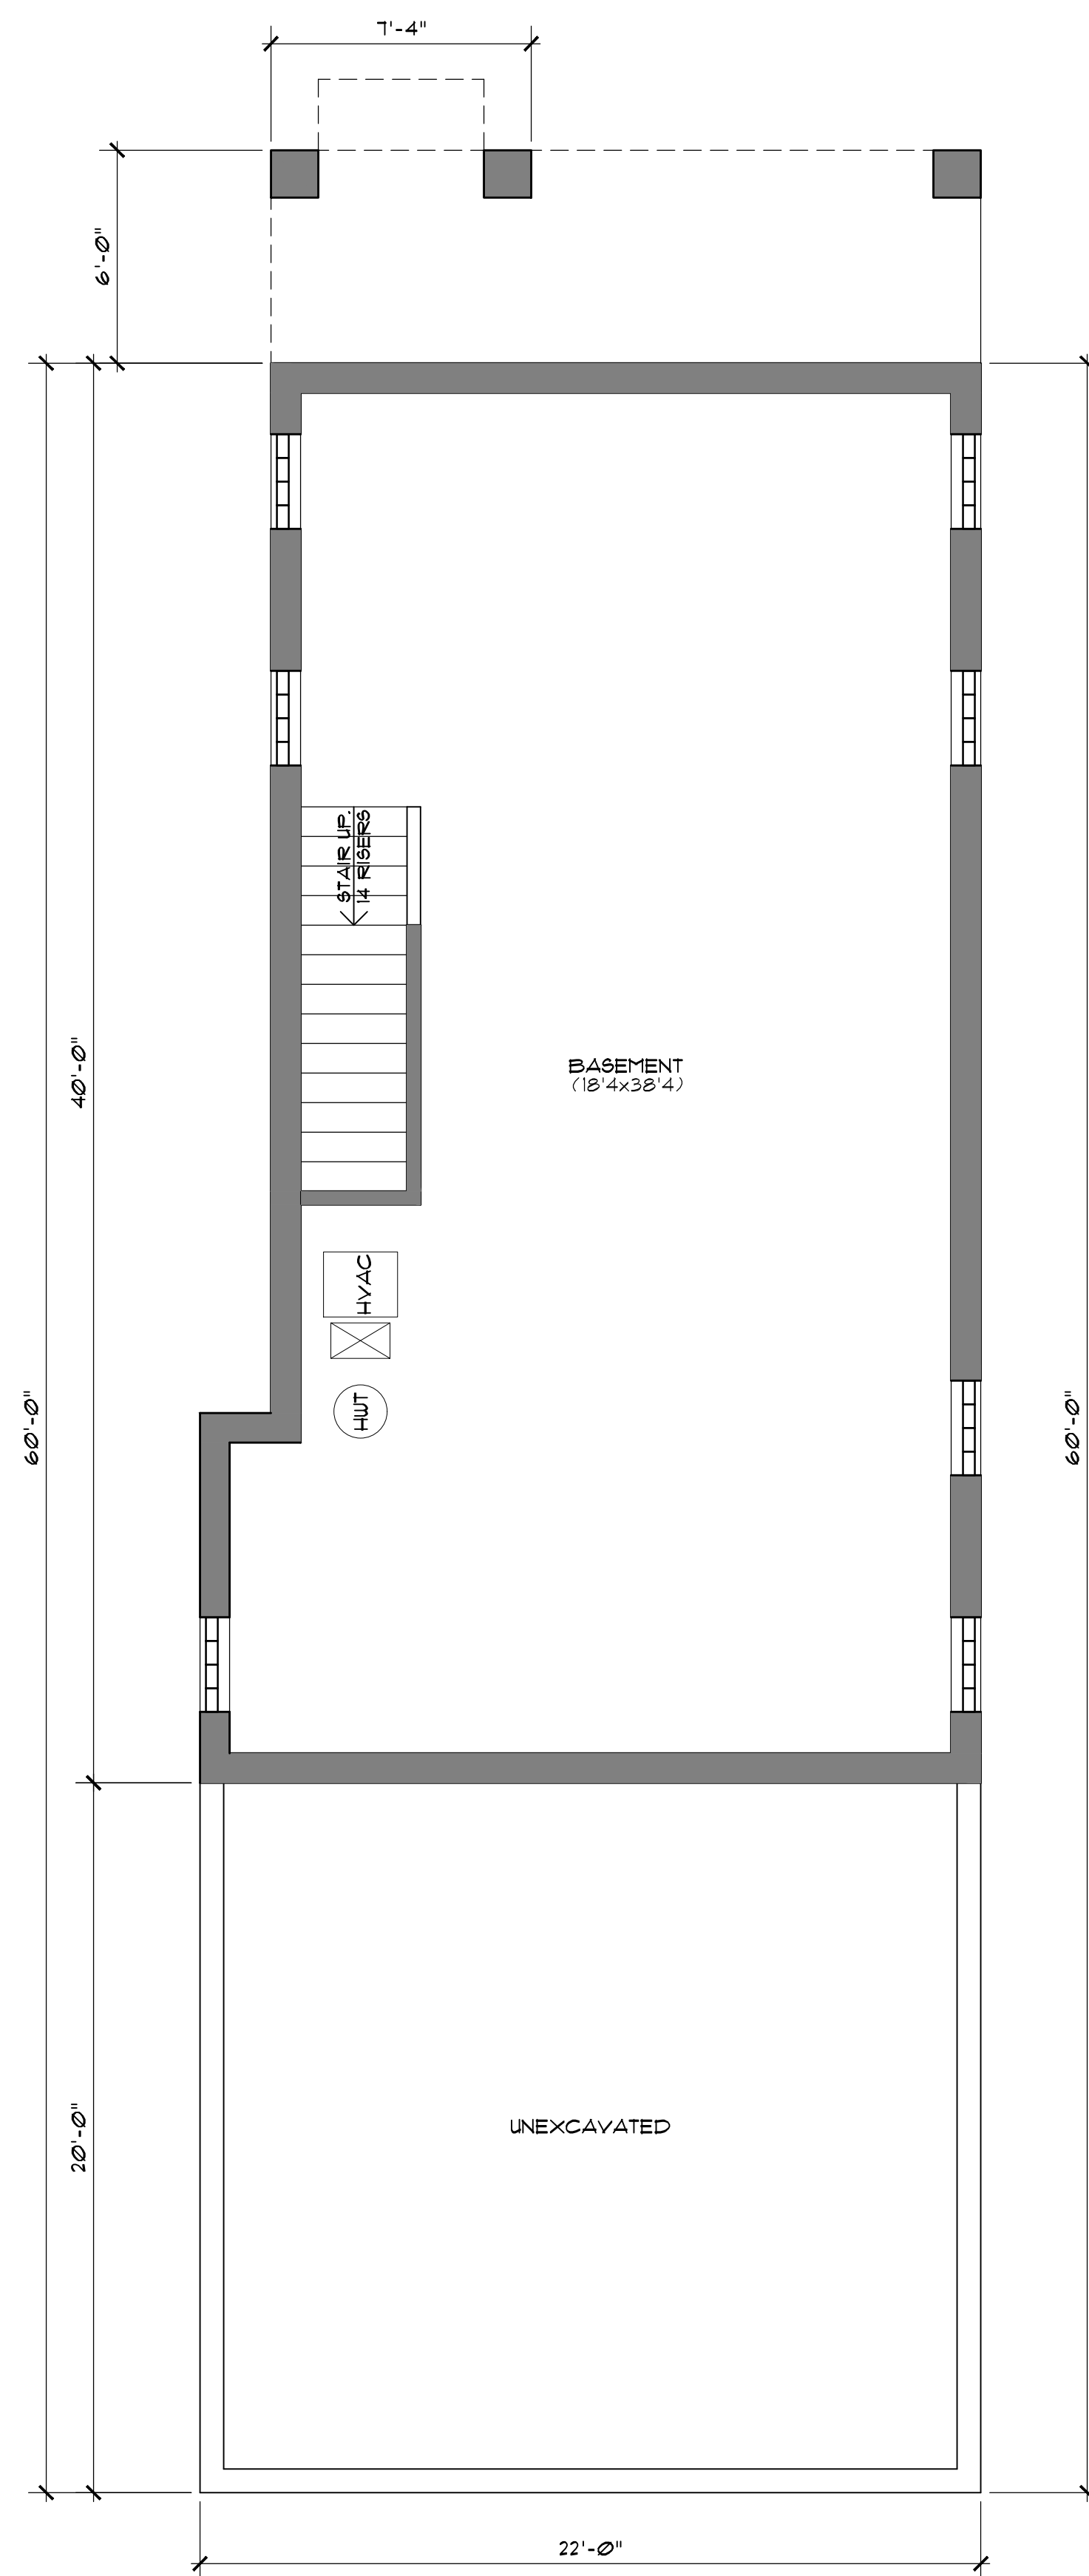 7'-4"
6'-0"
STAIR UP.
14 RISERS
40'-0"
BASEMENT
(18'4x38'4)
HVAC
60'-0"
60'-0"
HWT
20'-0"
UNEXCAVATED
22'-0"